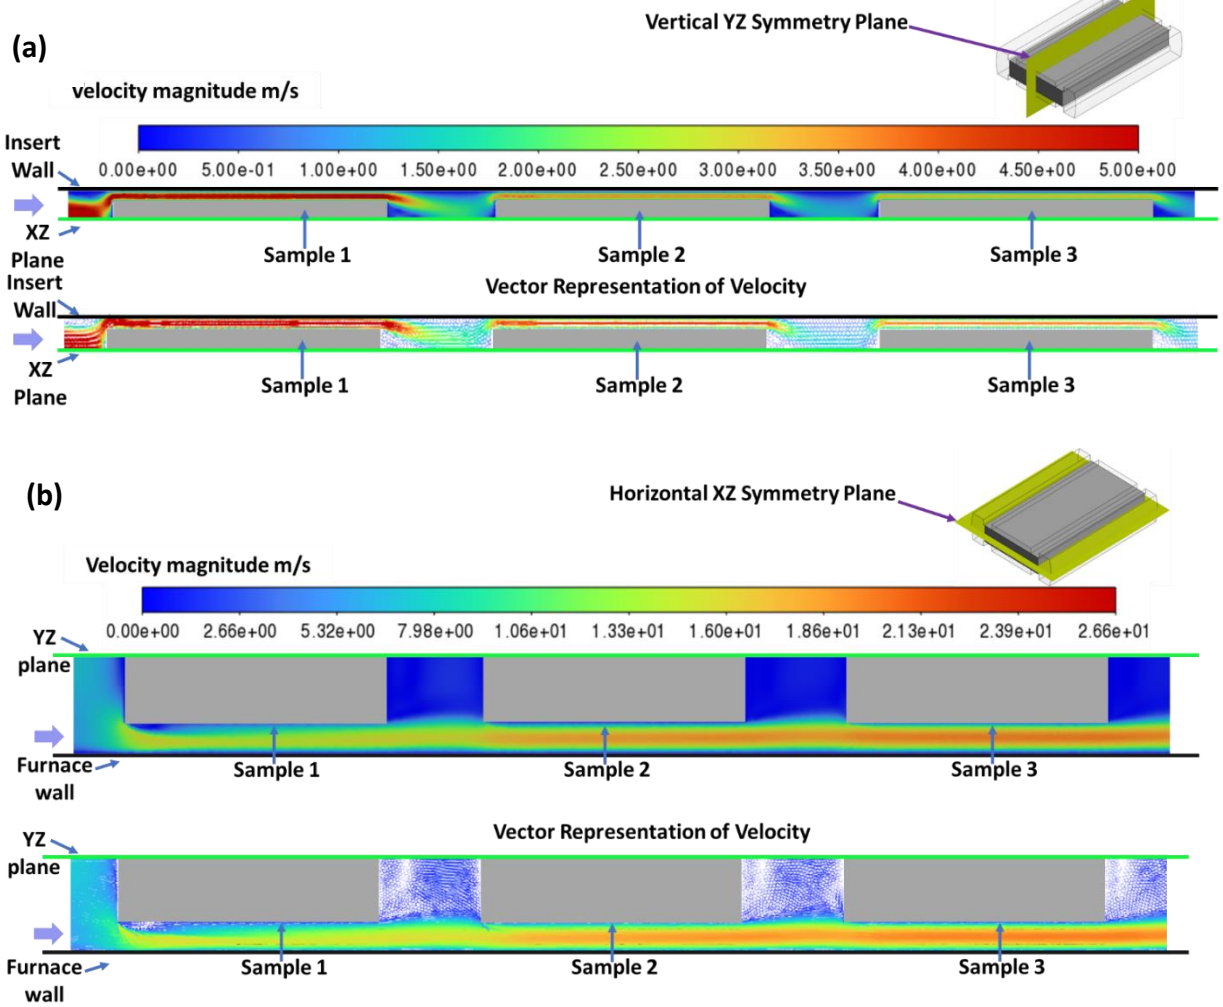 Vertical YZ Symmetry Plane
(a)
velocity magnitude m/s
Insert
Wall
0.00e+00 5.00e-01 1.00e+00 1.50e+00 2.00e+00 2.50e+00 3.00e+00 3.50e+00 4.00e+00 4.50e+00 5.00e+00
XZ
Plane
Sample 1 Sample 2 Sample 3
Insert
Wall
Vector Representation of Velocity
XZ
Plane
Sample 1 Sample 2 Sample 3
(b)
Horizontal XZ Symmetry Plane
Velocity magnitude m/s
0.00e+00 2.66e+00 5.32e+00 7.98e+00 1.06e+01 1.33e+01 1.60e+01 1.86e+01 2.13e+01 2.39e+01 2.66e+01
YZ
plane
Furnace
wall
Sample 1 Sample 2 Sample 3
Vector Representation of Velocity
YZ
plane
Furnace
wall
Sample 1 Sample 2 Sample 3